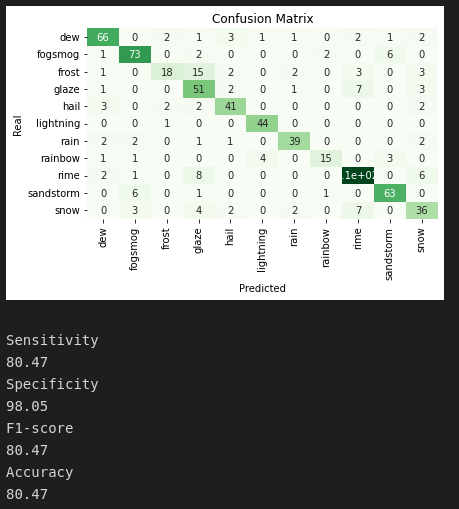 Confusion Matrix
dew 66 0 2 1 3 1 1 0 2 1 2
fogsmog 1 73 0 2 0 0 0 2 0 6 0
frost 1 0 18 15 2 0 2 0 3 0 3
glaze 1 0 0 51 2 0 1 0 7 0 3
hail 3 0 2 2 41 0 0 0 0 0 2
lightning 0 0 1 0 0 44 0 0 0 0 0
Real
rain 2 2 0 1 1 0 39 0 0 0 2
rainbow 1 1 0 0 0 4 0 15 0 3 0
rime 2 1 0 8 0 0 0 0 .1e+02 0 6
sandstorm 0 6 0 1 0 0 0 1 0 63 0
snow 0 3 0 4 2 0 2 0 7 0 36
dew fogsmog frost glaze hail lightning rain rainbow rime sandstorm snow
Predicted
Sensitivity
80.47
Specificity
98.05
F1-score
80.47
Accuracy
80.47